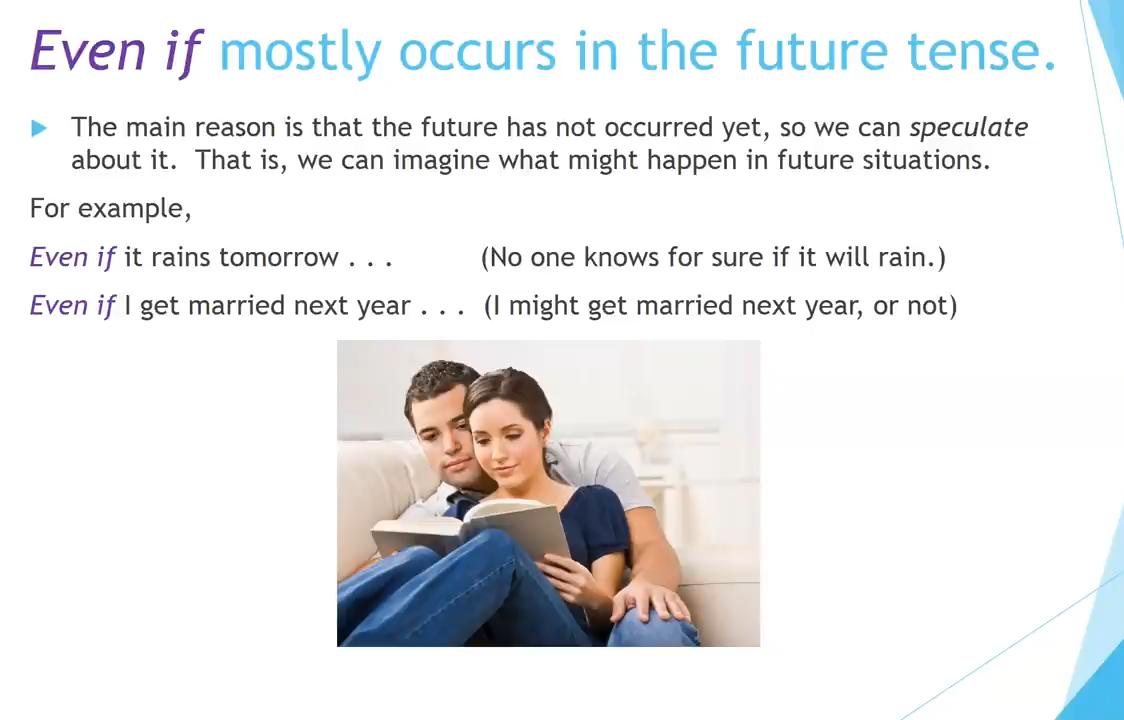 Even if mostly occurs in the future tense.
The main reason is that the future has not occurred yet, so we can speculate
about it. That is, we can imagine what might happen in future situations.
For example,
Even if it rains tomorrow . . . (No one knows for sure if it will rain.)
Even if I get married next year . . . (I might get married next year, or not)